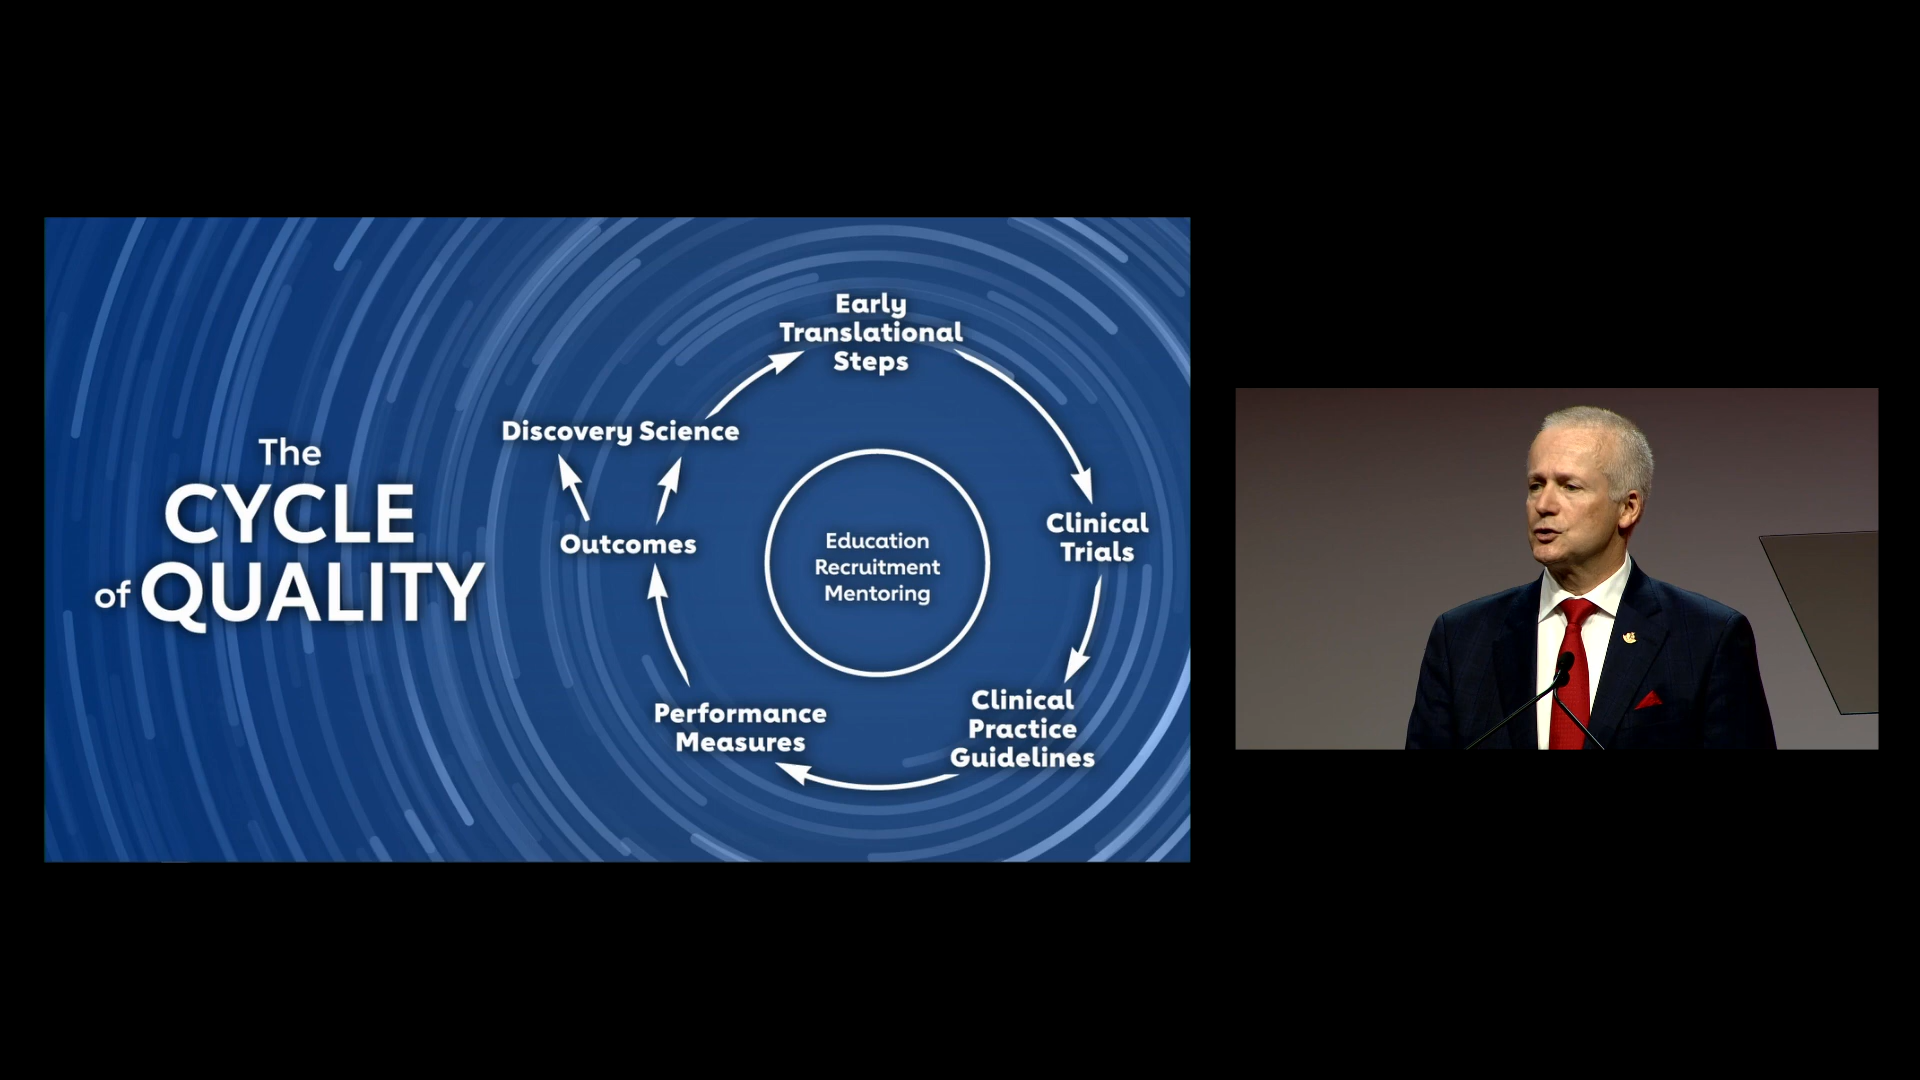 The
CYCLE
of QUALITY
Early
Translational
Steps
Discovery Science
Clinical
Trials
Outcomes
Education
Recruitment
Mentoring
Performance
Measures
Clinical
Practice
Guidelines